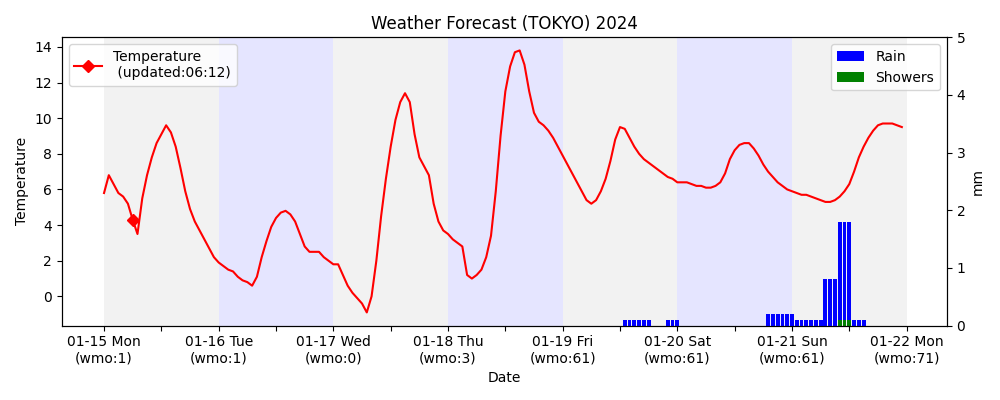 Weather Forecast (TOKYO) 2024
Temperature
(updated:06:12)
Rain
Showers
Temperature
14
12
10
8
6
4
2
0
5
4
3
2
1
0
mm
01-15 Mon
(wmo:1)
01-16 Tue
(wmo:1)
01-17 Wed
(wmo:0)
01-18 Thu
(wmo:3)
01-19 Fri
(wmo:61)
01-20 Sat
(wmo:61)
01-21 Sun
(wmo:61)
01-22 Mon
(wmo:71)
Date